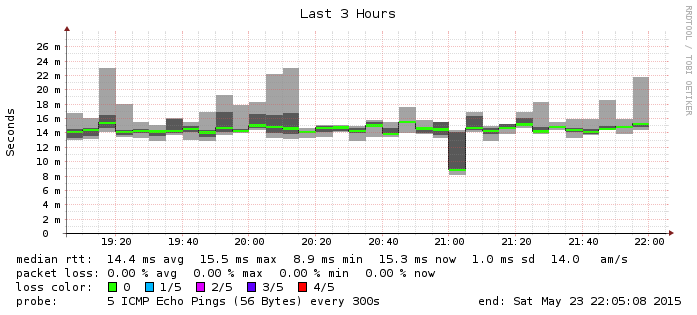 Last 3 Hours
RRDTOOL / TOBI OETIKER
Seconds
26 m
24 m
22 m
20 m
18 m
16 m
14 m
12 m
10 m
8 m
6 m
4 m
2 m
0
19:20 19:40 20:00 20:20 20:40 21:00 21:20 21:40 22:00
median rtt: 14.4 ms avg 15.5 ms max 8.9 ms min 15.3 ms now 1.0 ms sd 14.0 am/s
packet loss: 0.00 % avg 0.00 % max 0.00 % min 0.00 % now
loss color: 0 1/5 2/5 3/5 4/5
probe: 5 ICMP Echo Pings (56 Bytes) every 300s end: Sat May 23 22:05:08 2015